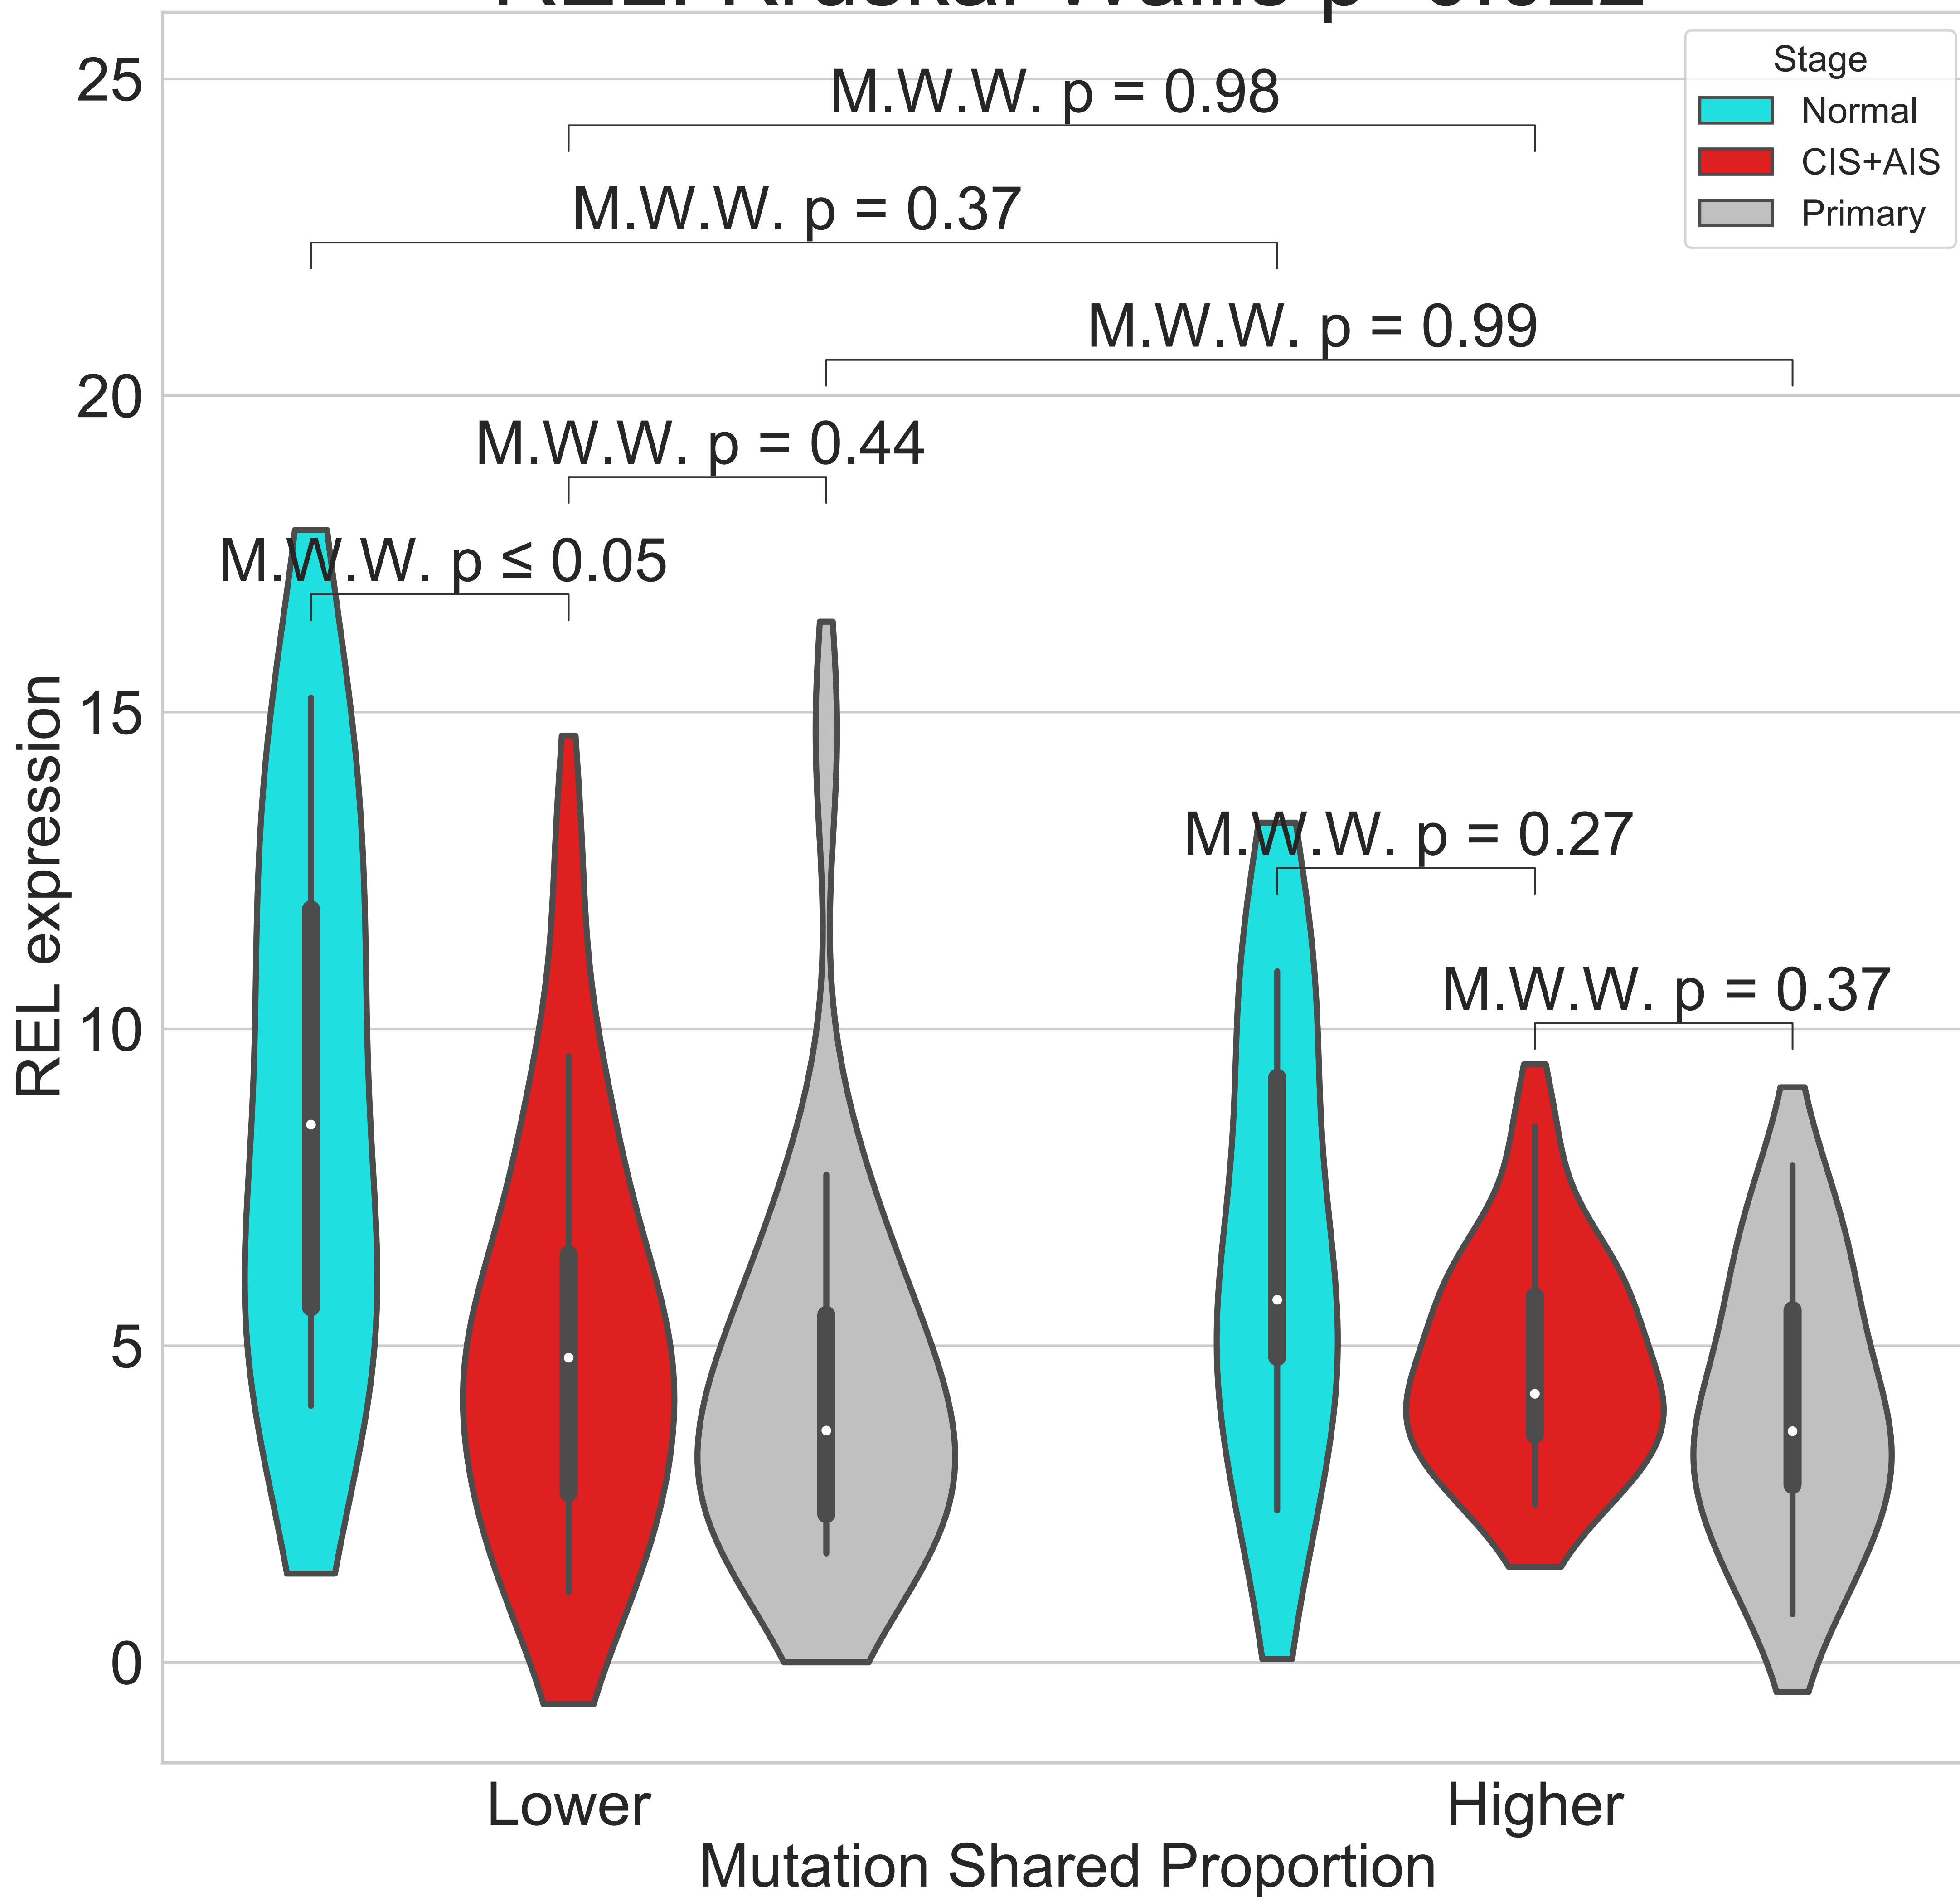 Stage
Normal
CIS+AIS
Primary
M.W.W. p = 0.98
M.W.W. p = 0.37
M.W.W. p = 0.99
M.W.W. p = 0.44
M.W.W. p ≤ 0.05
M.W.W. p = 0.27
M.W.W. p = 0.37
25
20
15
10
5
0
REL expression
Lower
Higher
Mutation Shared Proportion